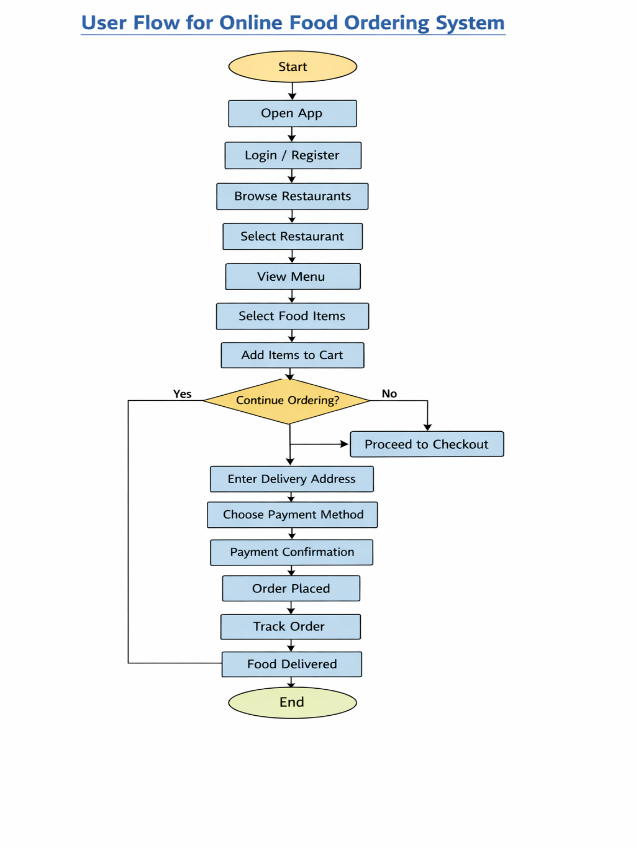 User Flow for Online Food Ordering System
Start
Open App
Login / Register
Browse Restaurants
Select Restaurant
View Menu
Select Food Items
Add Items to Cart
Yes
Continue Ordering?
No
Proceed to Checkout
Enter Delivery Address
Choose Payment Method
Payment Confirmation
Order Placed
Track Order
Food Delivered
End